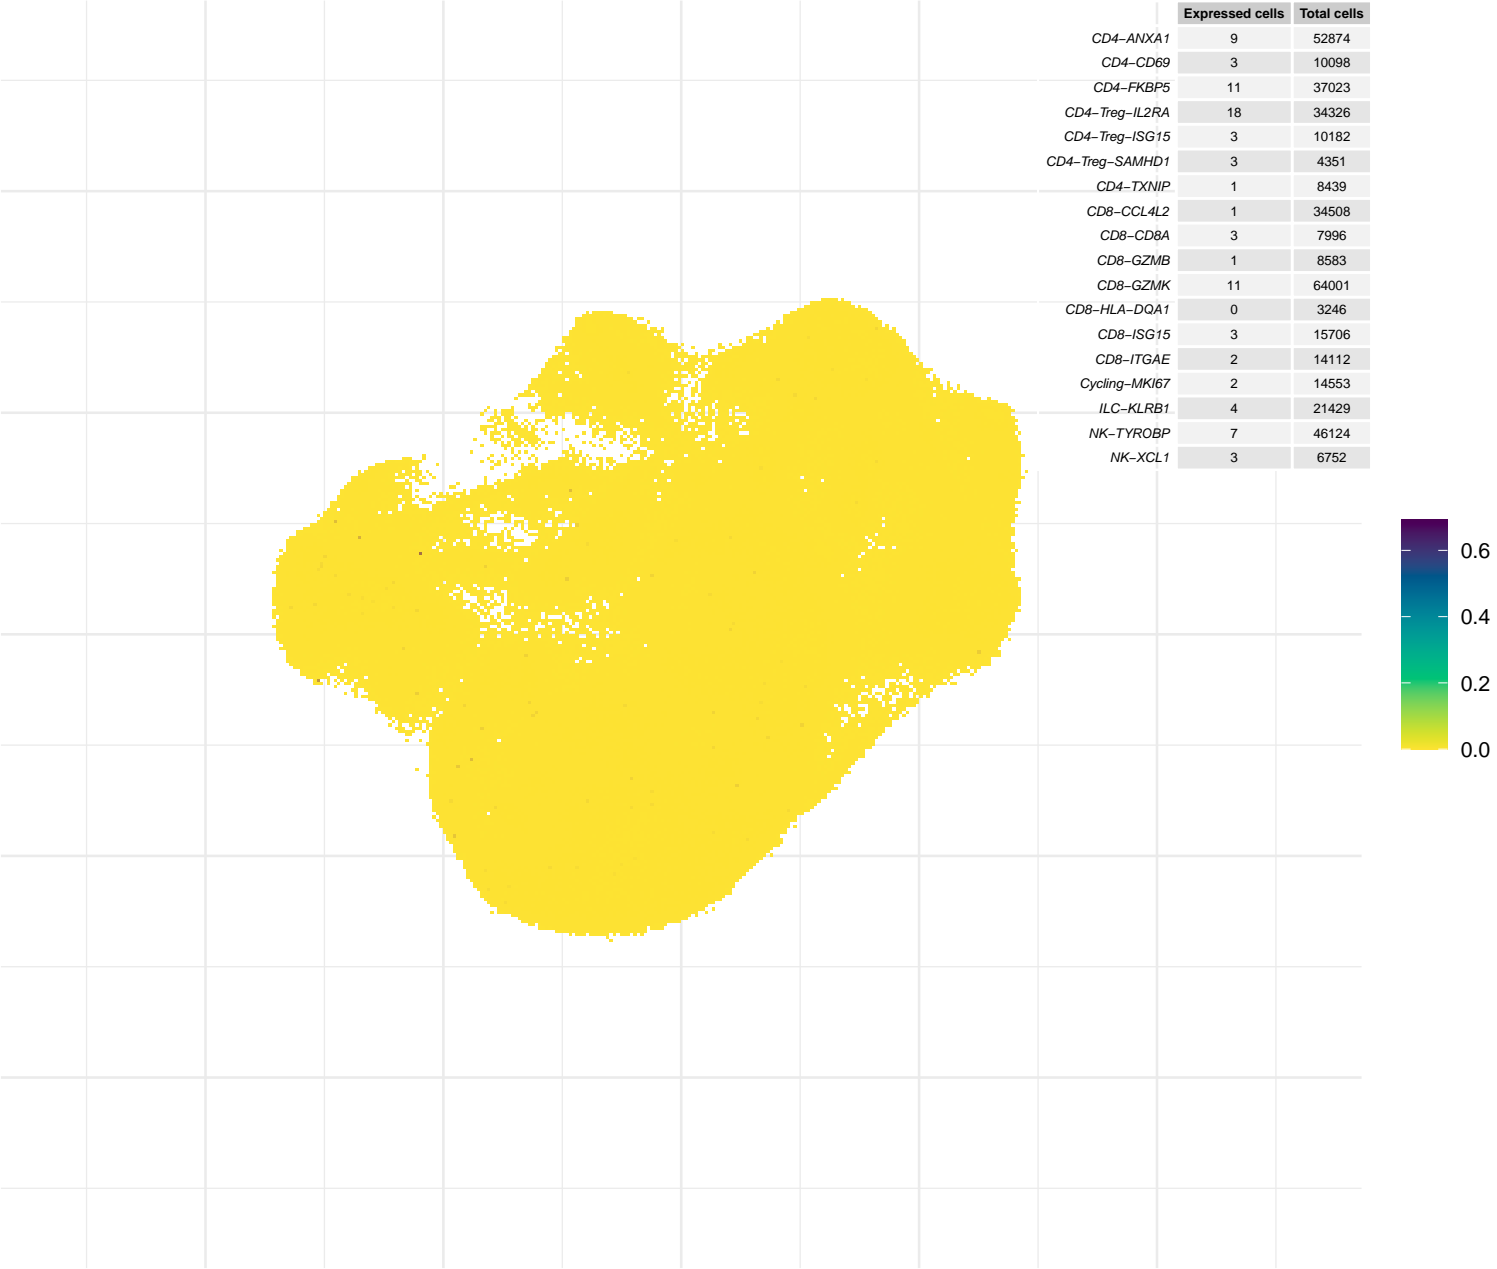 Expressed cells Total cells
CD4−ANXA1 9 52874
CD4−CD69 3 10098
CD4−FKBP5 11 37023
CD4−Treg−IL2RA 18 34326
CD4−Treg−ISG15 3 10182
CD4−Treg−SAMHD1 3 4351
CD4−TXNIP 1 8439
CD8−CCL4L2 1 34508
CD8−CD8A 3 7996
CD8−GZMB 1 8583
CD8−GZMK 11 64001
CD8−HLA−DQA1 0 3246
CD8−ISG15 3 15706
CD8−ITGAE 2 14112
Cycling−MKI67 2 14553
ILC−KLRB1 4 21429
NK−TYROBP 7 46124
NK−XCL1 3 6752
0.6
0.4
0.2
0.0